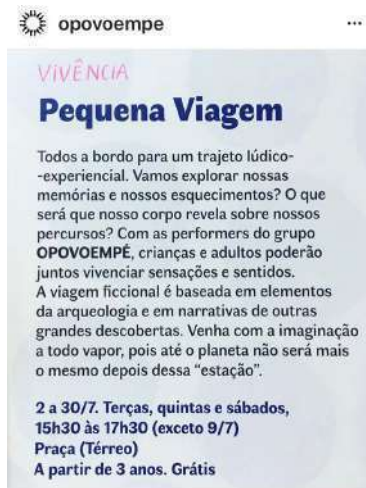 opovoempe
ViVÊNCiA
Pequena Viagem
Todos a bordo para um trajeto lúdico-
-experiencial. Vamos explorar nossas
memórias e nossos esquecimentos? O que
será que nosso corpo revela sobre nossos
percursos? Com as performers do grupo
OPOVOEMPÉ, crianças e adultos poderão
juntos vivenciar sensações e sentidos.
A viagem ficcional é baseada em elementos
da arqueologia e em narrativas de outras
grandes descobertas. Venha com a imaginação
a todo vapor, pois até o planeta não será mais
o mesmo depois dessa “estação”.
2 a 30/7. Terças, quintas e sábados,
15h30 às 17h30 (exceto 9/7)
Praça (Térreo)
A partir de 3 anos. Grátis